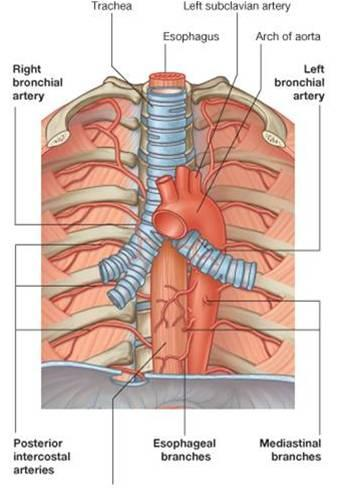 Trachea
Left subclavian artery
Esophagus
Arch of aorta
Right
bronchial
artery
Left
bronchial
artery
Posterior
intercostal
arteries
Esophageal
branches
Mediastinal
branches